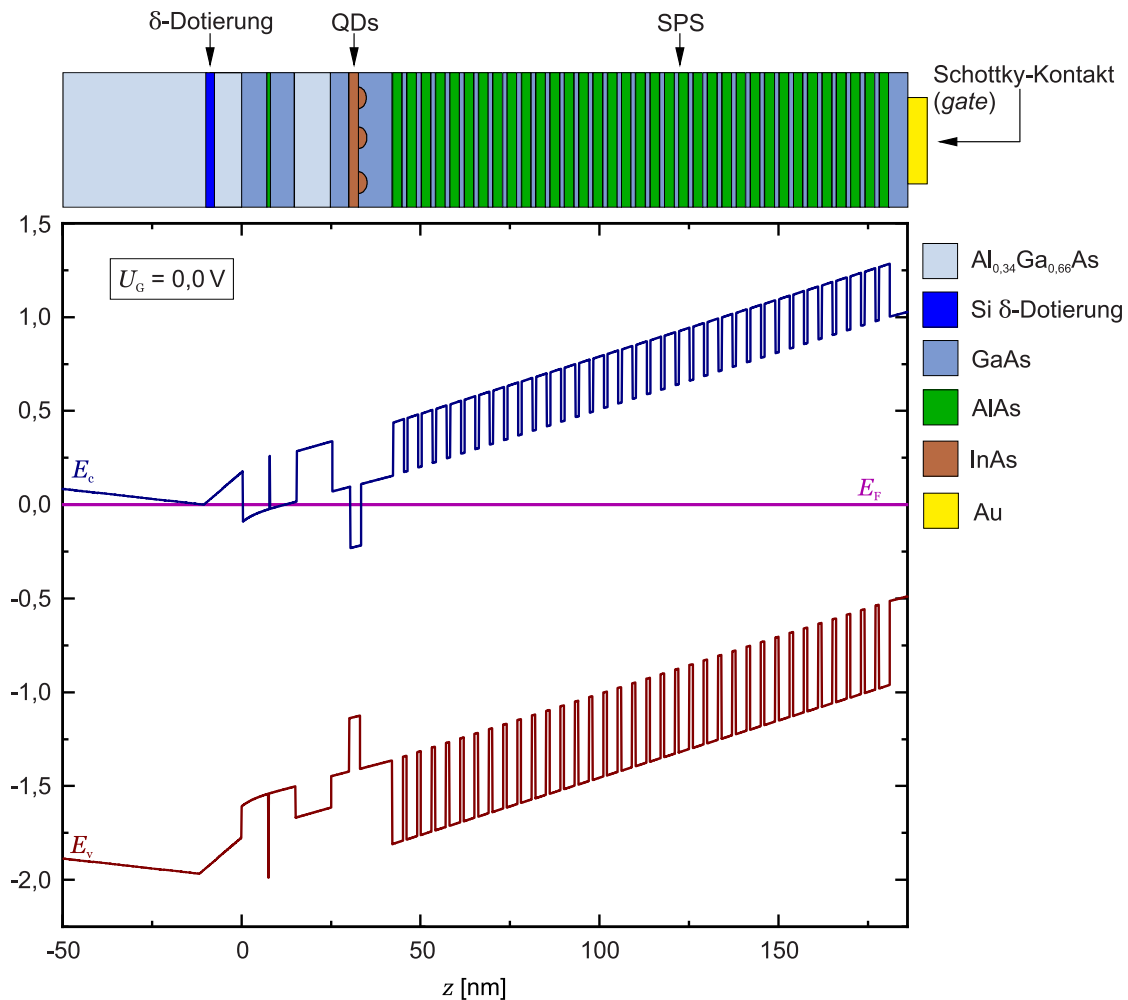 δ-Dotierung QDs SPS
Schottky-Kontakt
(gate)
1,5
1,0
0,5
0,0
-0,5
-1,0
-1,5
-2,0
U_G = 0,0 V
E_c
E_F
E_v
-50 0 50 100 150
z [nm]
Al_0,34Ga_0,66As
Si δ-Dotierung
GaAs
AlAs
InAs
Au